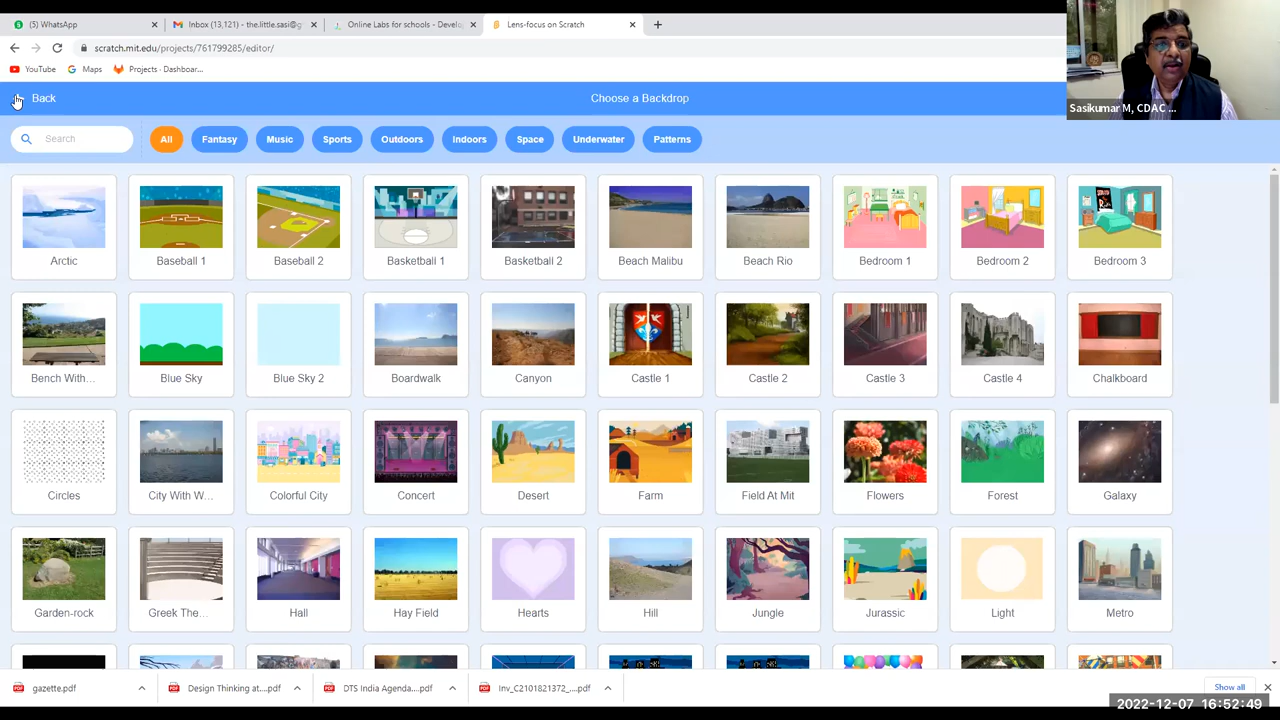 (5) WhatsApp
Inbox (13,121) - the.little.sasi@g
Online Labs for schools - Develo
Lens-focus on Scratch
scratch.mit.edu/projects/761799285/editor/
YouTube
Maps
Projects · Dashboar...
Sasikumar M, CDAC ...
Back
Choose a Backdrop
Search
All
Fantasy
Music
Sports
Outdoors
Indoors
Space
Underwater
Patterns
Arctic
Baseball 1
Baseball 2
Basketball 1
Basketball 2
Beach Malibu
Beach Rio
Bedroom 1
Bedroom 2
Bedroom 3
Bench With...
Blue Sky
Blue Sky 2
Boardwalk
Canyon
Castle 1
Castle 2
Castle 3
Castle 4
Chalkboard
Circles
City With W...
Colorful City
Concert
Desert
Farm
Field At Mit
Flowers
Forest
Galaxy
Garden-rock
Greek The...
Hall
Hay Field
Hearts
Hill
Jungle
Jurassic
Light
Metro
gazette.pdf
Design Thinking at....pdf
DTS India Agenda....pdf
Inv_C2101821372_....pdf
Show all
2022-12-07 16:52:49